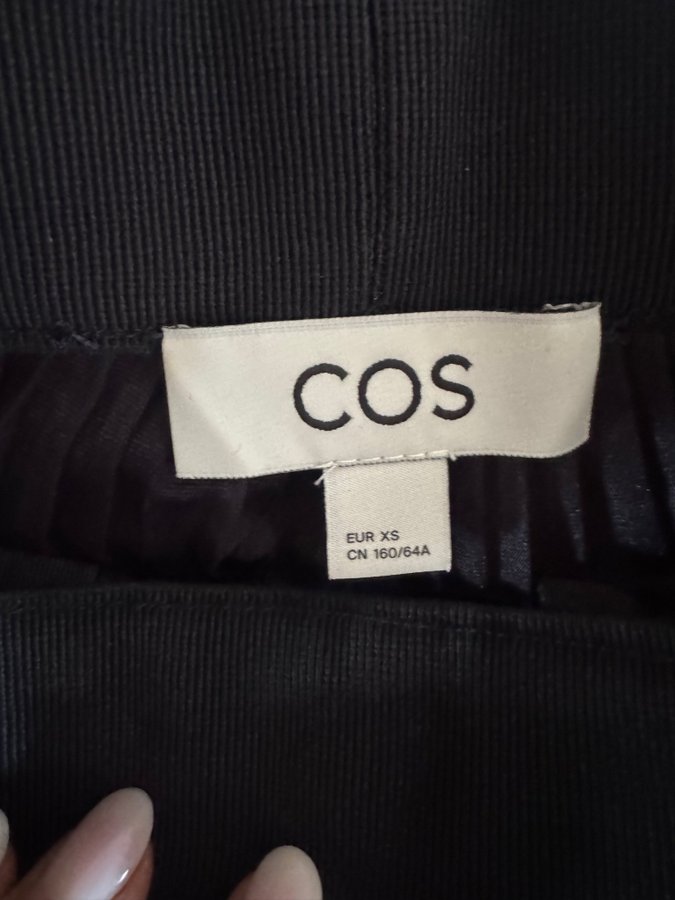 COS
EUR XS
CN 160/64A